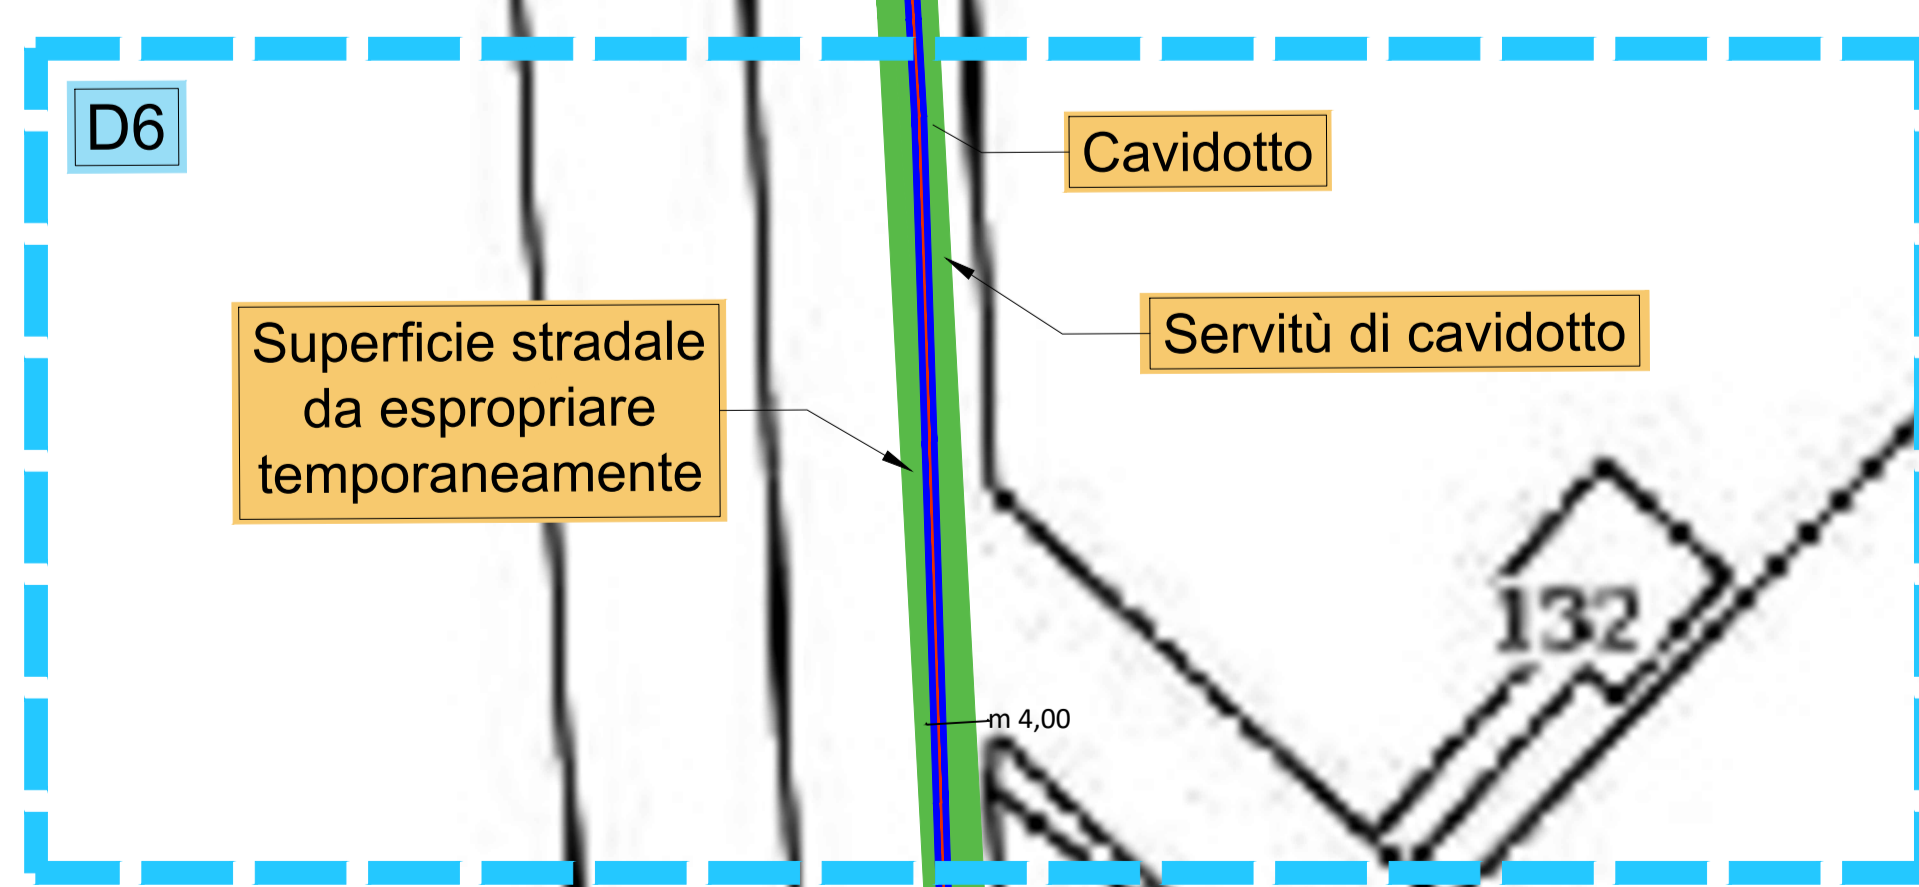 D6
Cavidotto
Servitù di cavidotto
Superficie stradale
da espropriare
temporaneamente
132
m 4,00